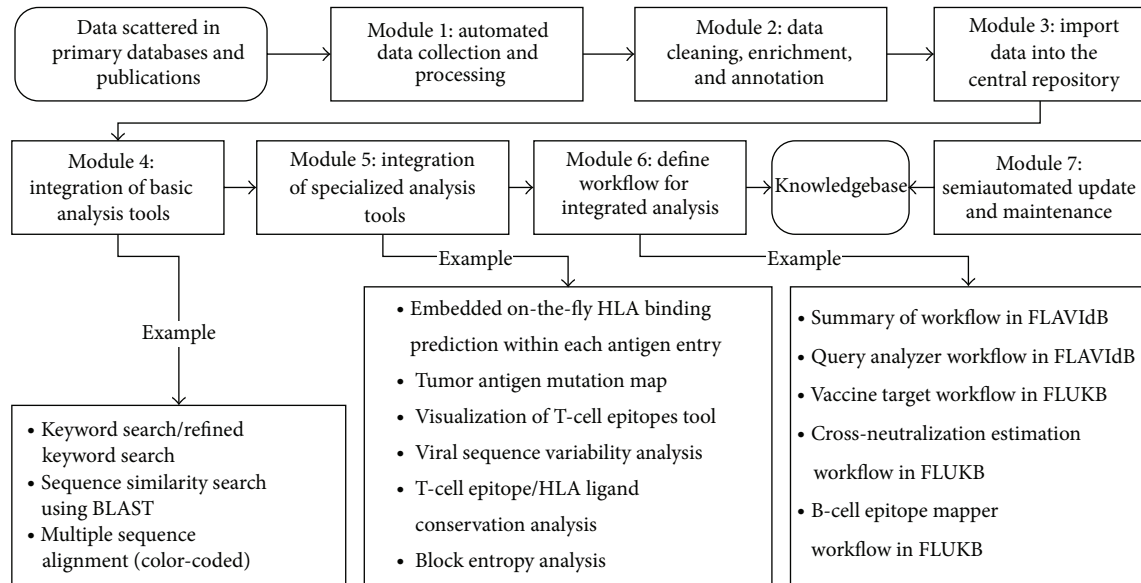 Data scattered in
primary databases and
publications
Module 1: automated
data collection and
processing
Module 2: data
cleaning, enrichment,
and annotation
Module 3: import
data into the
central repository
Module 4:
integration of basic
analysis tools
Module 5: integration
of specialized analysis
tools
Module 6: define
workflow for
integrated analysis
Knowledgebase
Module 7:
semiautomated update
and maintenance
Example
• Keyword search/refined
keyword search
• Sequence similarity search
using BLAST
• Multiple sequence
alignment (color-coded)
Example
• Embedded on-the-fly HLA binding
prediction within each antigen entry
• Tumor antigen mutation map
• Visualization of T-cell epitopes tool
• Viral sequence variability analysis
• T-cell epitope/HLA ligand
conservation analysis
• Block entropy analysis
Example
• Summary of workflow in FLAVIdB
• Query analyzer workflow in FLAVIdB
• Vaccine target workflow in FLUKB
• Cross-neutralization estimation
workflow in FLUKB
• B-cell epitope mapper
workflow in FLUKB